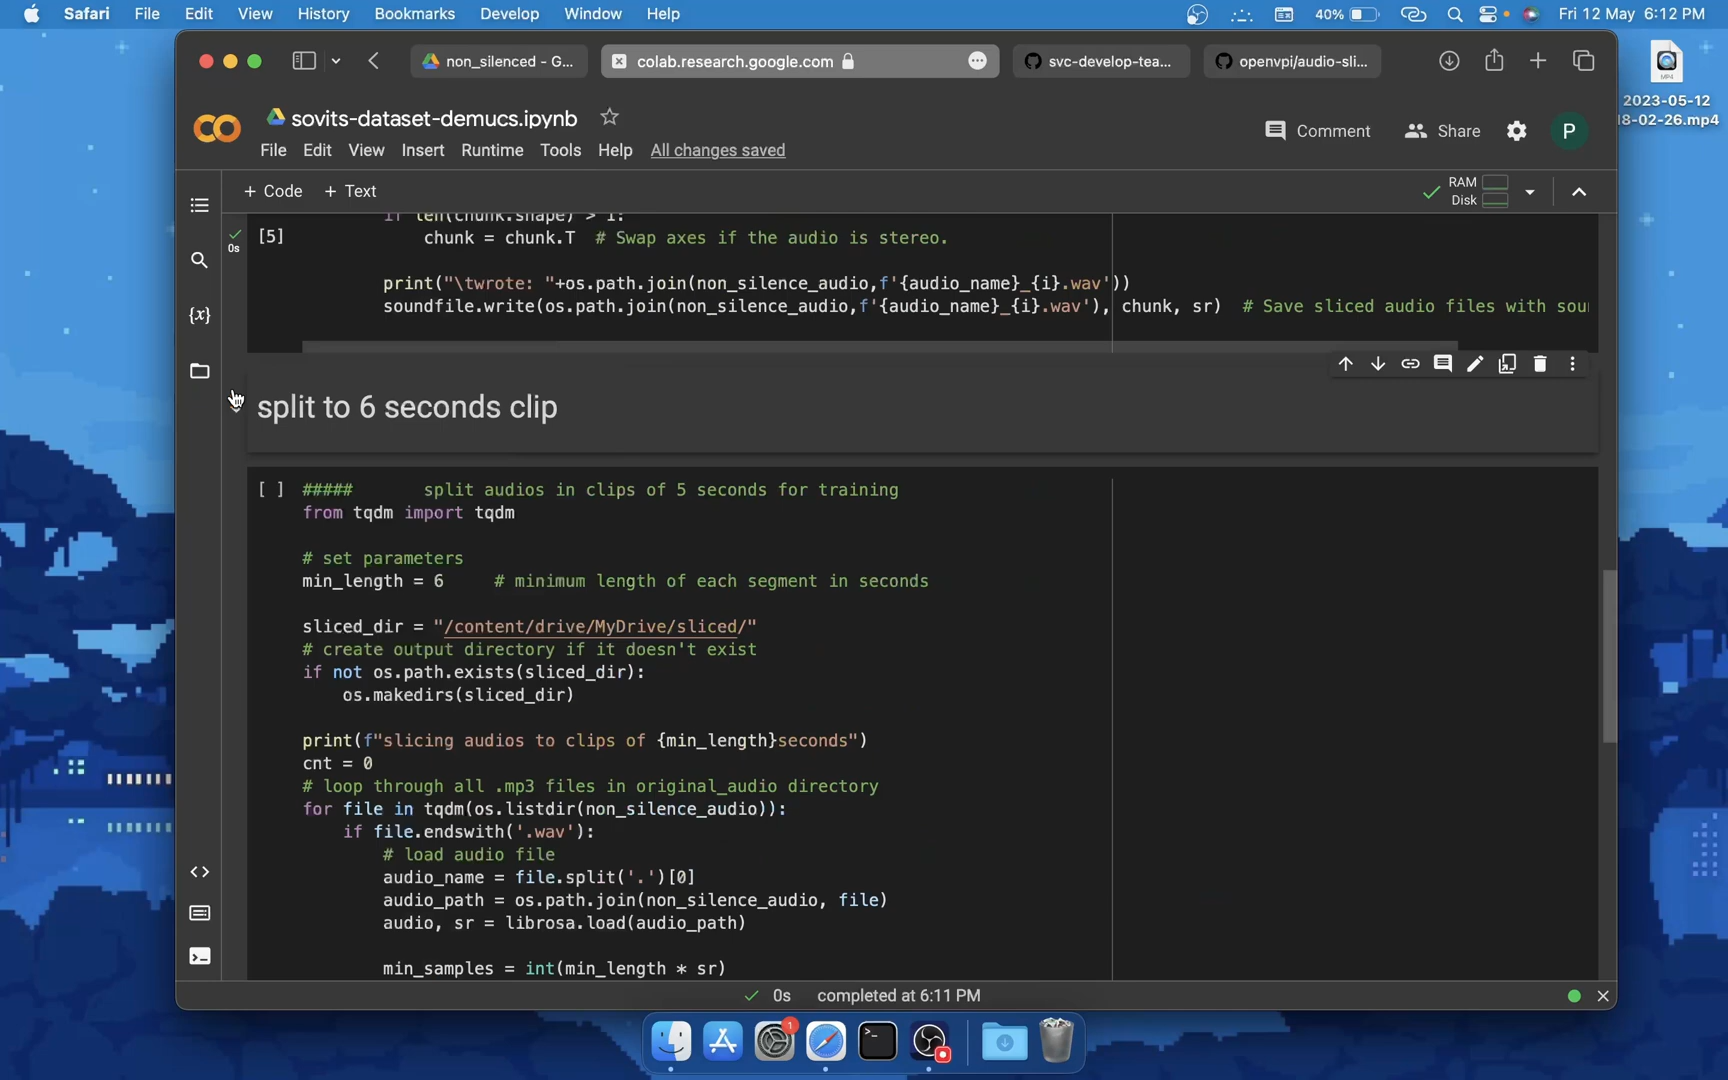 Safari File Edit View History Bookmarks Develop Window Help 40% Fri 12 May 6:12 PM
non_silenced - G... colab.research.google.com svc-develop-tea... openvpi/audio-sli...
MP4
2023-05-12
18-02-26.mp4
sovits-dataset-demucs.ipynb
Comment Share P
File Edit View Insert Runtime Tools Help All changes saved
+ Code + Text RAM
Disk
if len(chunk.shape) > 1:
[5] chunk = chunk.T # Swap axes if the audio is stereo.
0s
print("\twrote: "+os.path.join(non_silence_audio,f'{audio_name}_{i}.wav'))
soundfile.write(os.path.join(non_silence_audio,f'{audio_name}_{i}.wav'), chunk, sr) # Save sliced audio files with sou
{x}
split to 6 seconds clip
[ ] ##### split audios in clips of 5 seconds for training
from tqdm import tqdm
# set parameters
min_length = 6 # minimum length of each segment in seconds
sliced_dir = "/content/drive/MyDrive/sliced/"
# create output directory if it doesn't exist
if not os.path.exists(sliced_dir):
os.makedirs(sliced_dir)
print(f"slicing audios to clips of {min_length}seconds")
cnt = 0
# loop through all .mp3 files in original_audio directory
for file in tqdm(os.listdir(non_silence_audio)):
if file.endswith('.wav'):
# load audio file
audio_name = file.split('.')[0]
audio_path = os.path.join(non_silence_audio, file)
audio, sr = librosa.load(audio_path)
min_samples = int(min_length * sr)
0s completed at 6:11 PM
1